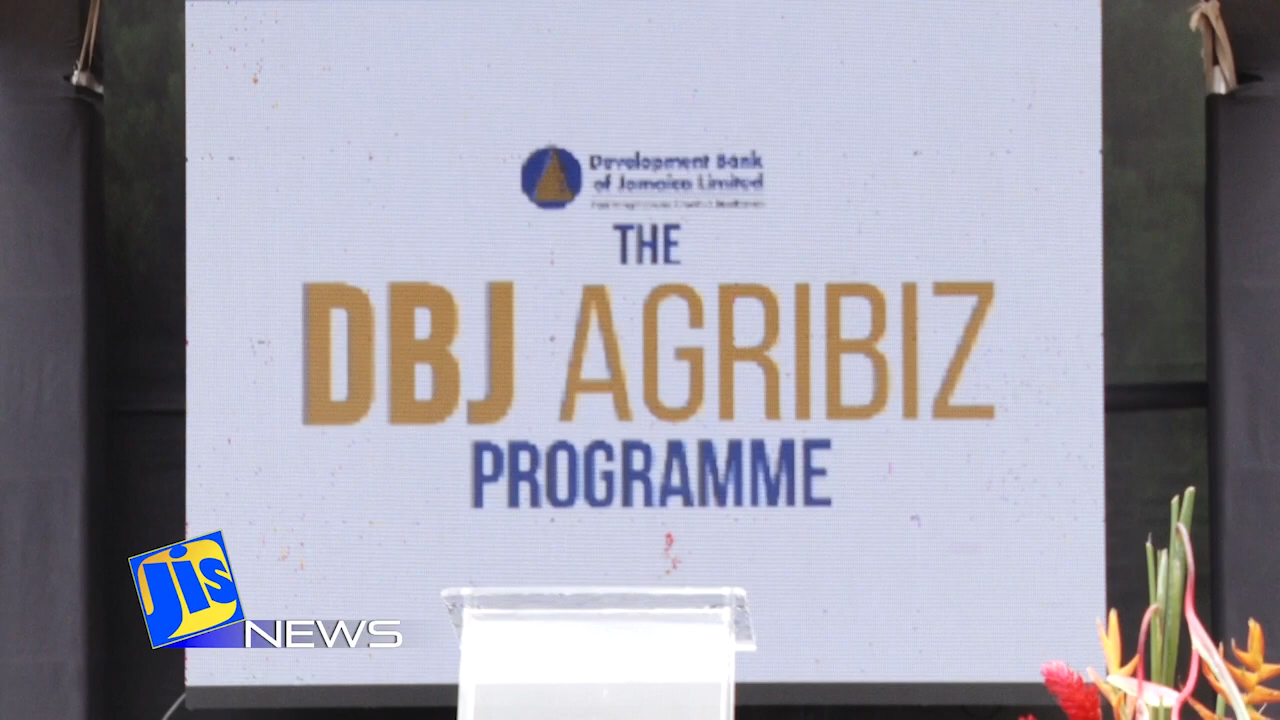 Development Bank
of Jamaica Limited
THE
DBJ AGRIBIZ
PROGRAMME
JIS
NEWS